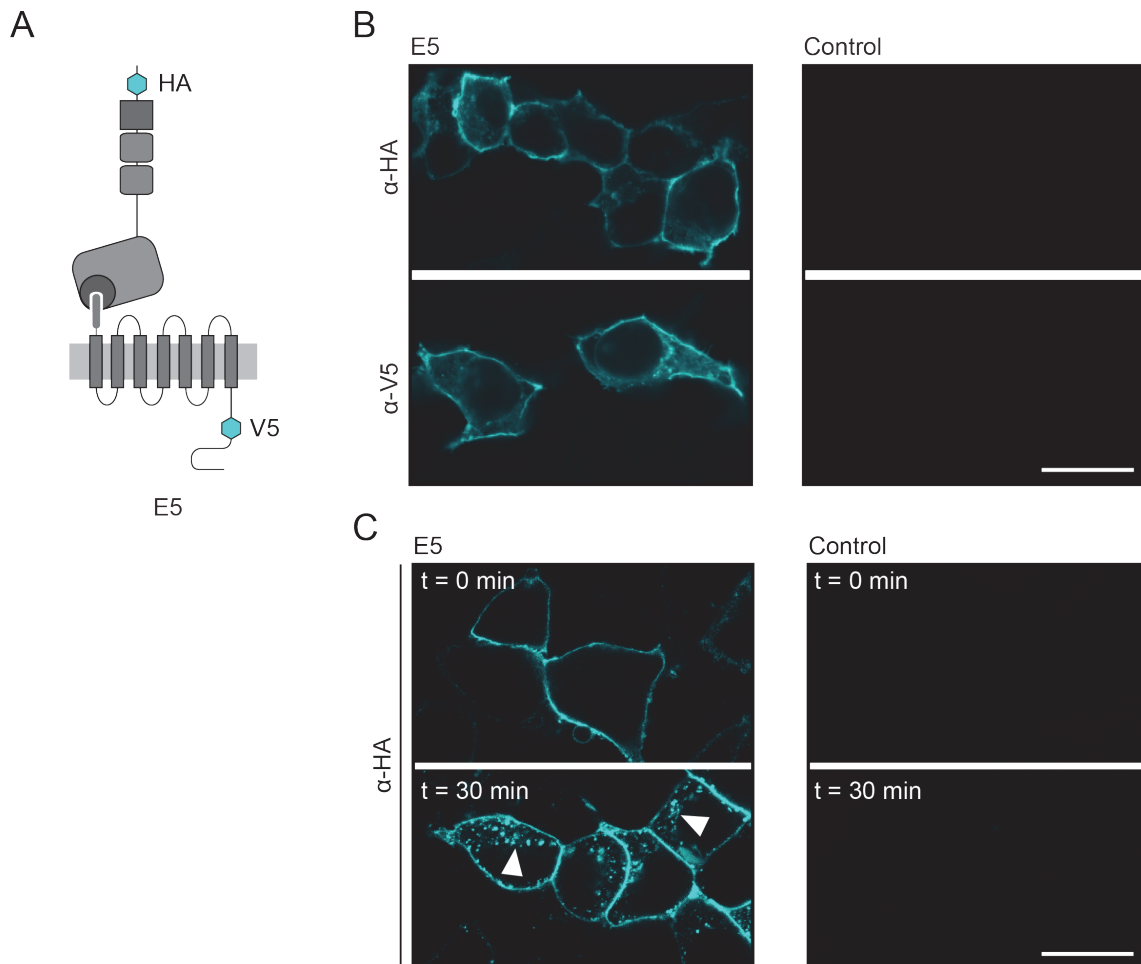 A
HA
V5
E5
B
E5
Control
α-HA
α-V5
C
E5
Control
α-HA
t = 0 min
t = 0 min
t = 30 min
t = 30 min